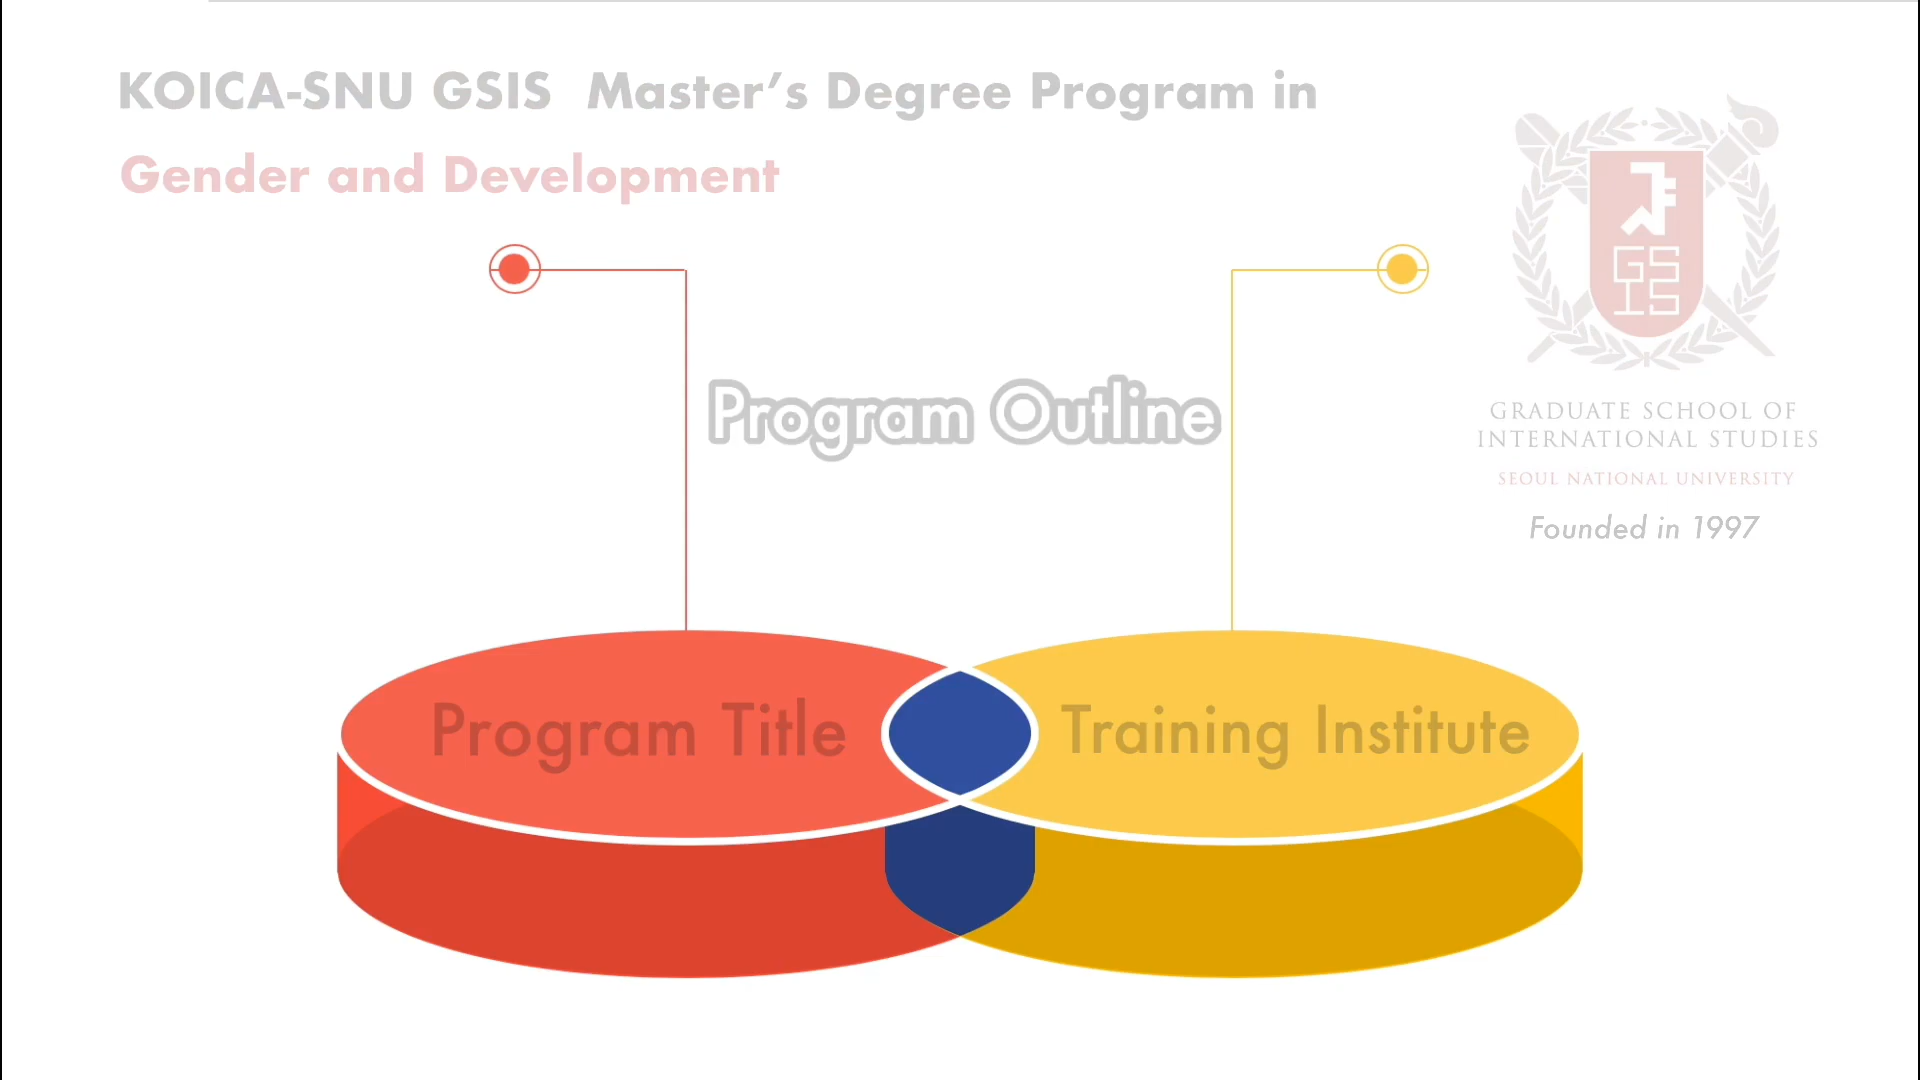 KOICA-SNU GSIS Master’s Degree Program in
Gender and Development
GSIS
Program Outline
GRADUATE SCHOOL OF
INTERNATIONAL STUDIES
SEOUL NATIONAL UNIVERSITY
Founded in 1997
Program Title
Training Institute